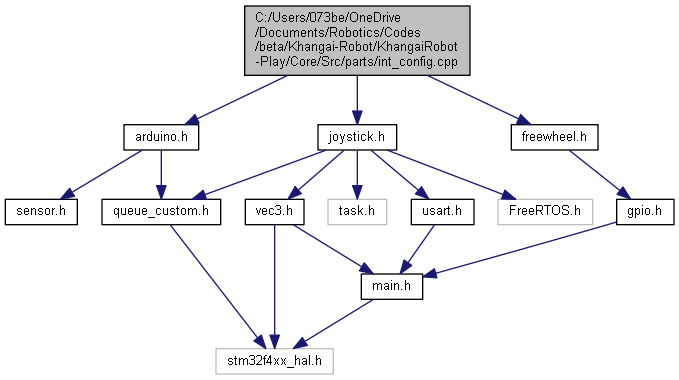 C:/Users/073be/OneDrive
/Documents/Robotics/Codes
/beta/Khangai-Robot/KhangaiRobot
-Play/Core/Src/parts/int_config.cpp
arduino.h
joystick.h
freewheel.h
sensor.h
queue_custom.h
vec3.h
task.h
usart.h
FreeRTOS.h
gpio.h
main.h
stm32f4xx_hal.h